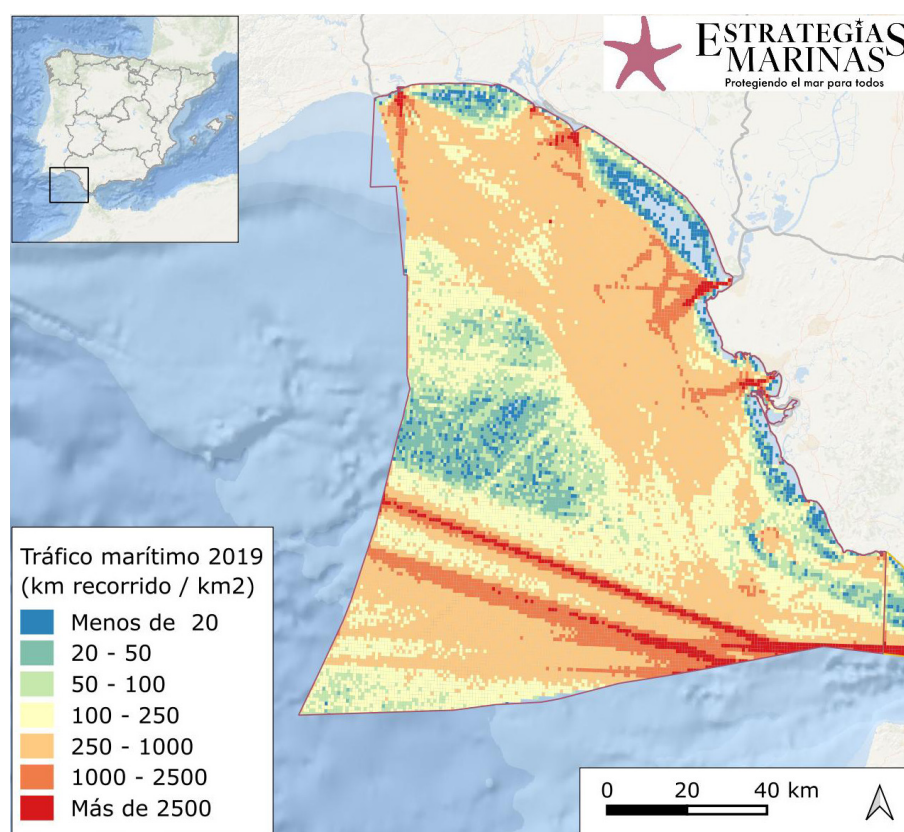 ESTRATEGIAS
MARINAS
Protegiendo el mar para todos
Tráfico marítimo 2019
(km recorrido / km2)
Menos de 20
20 - 50
50 - 100
100 - 250
250 - 1000
1000 - 2500
Más de 2500
0 20 40 km